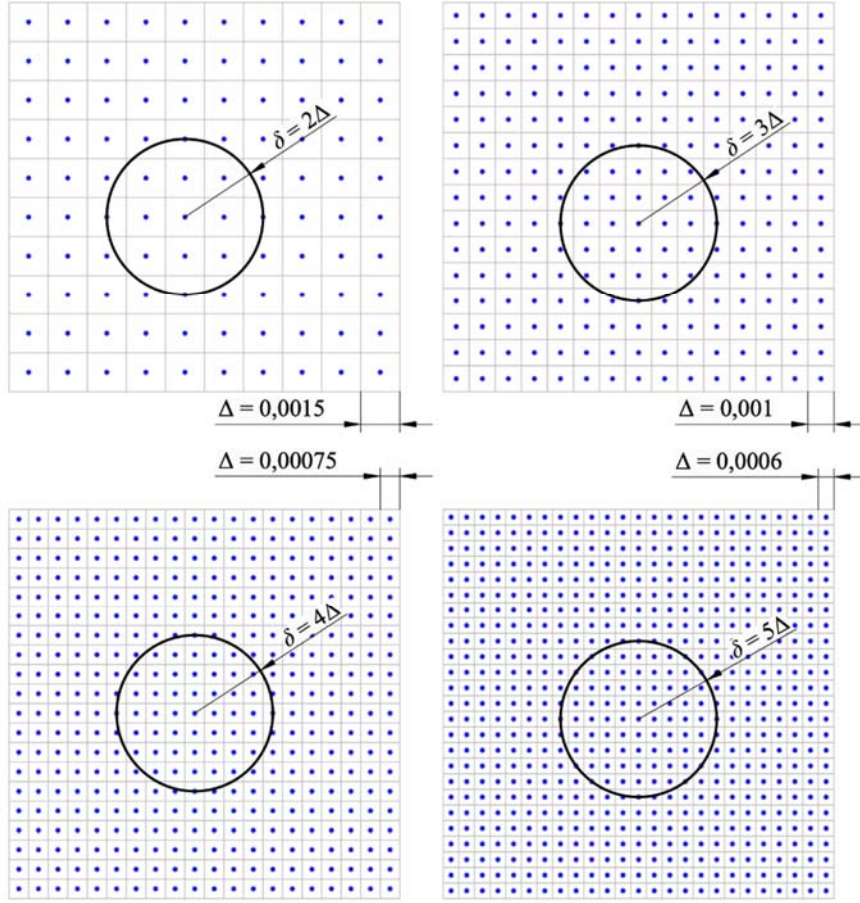 δ = 2Δ
δ = 3Δ
Δ = 0,0015
Δ = 0,001
Δ = 0,00075
Δ = 0,0006
δ = 4Δ
δ = 5Δ